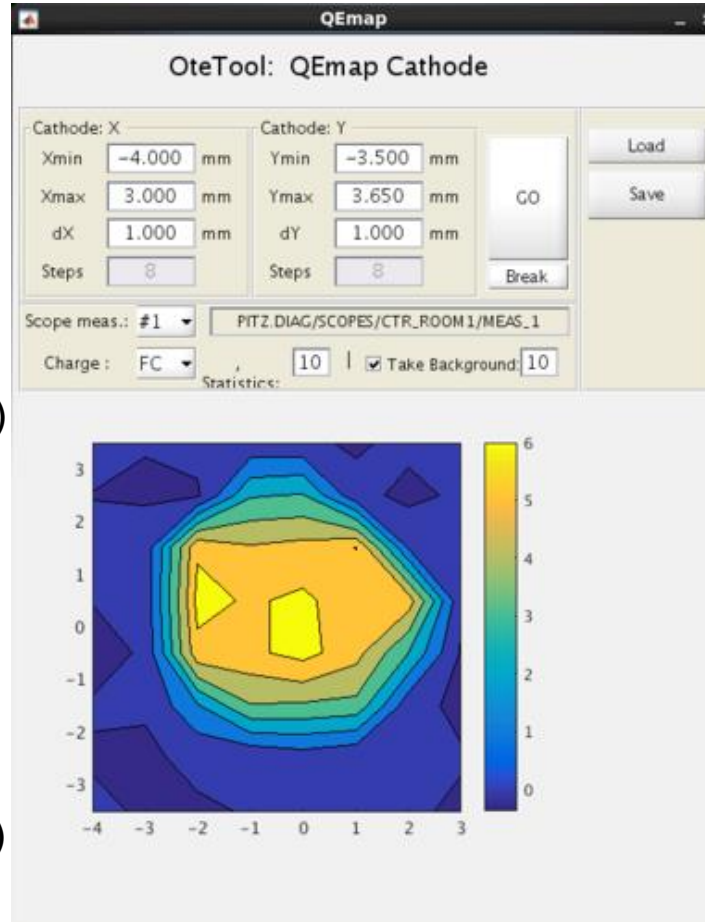 QEmap
OteTool: QEmap Cathode
Cathode: X Cathode: Y
Xmin -4.000 mm Ymin -3.500 mm
Load
Xmax 3.000 mm Ymax 3.650 mm GO Save
dX 1.000 mm dY 1.000 mm
Steps 8 Steps 8 Break
Scope meas.: #1 PITZ.DIAG/SCOPES/CTR_ROOM1/MEAS_1
Charge : FC , Statistics: 10 | Take Background: 10
)
6
3
5
2
4
1
3
0
-1
2
-2
1
-3
0
)
-4 -3 -2 -1 0 1 2 3